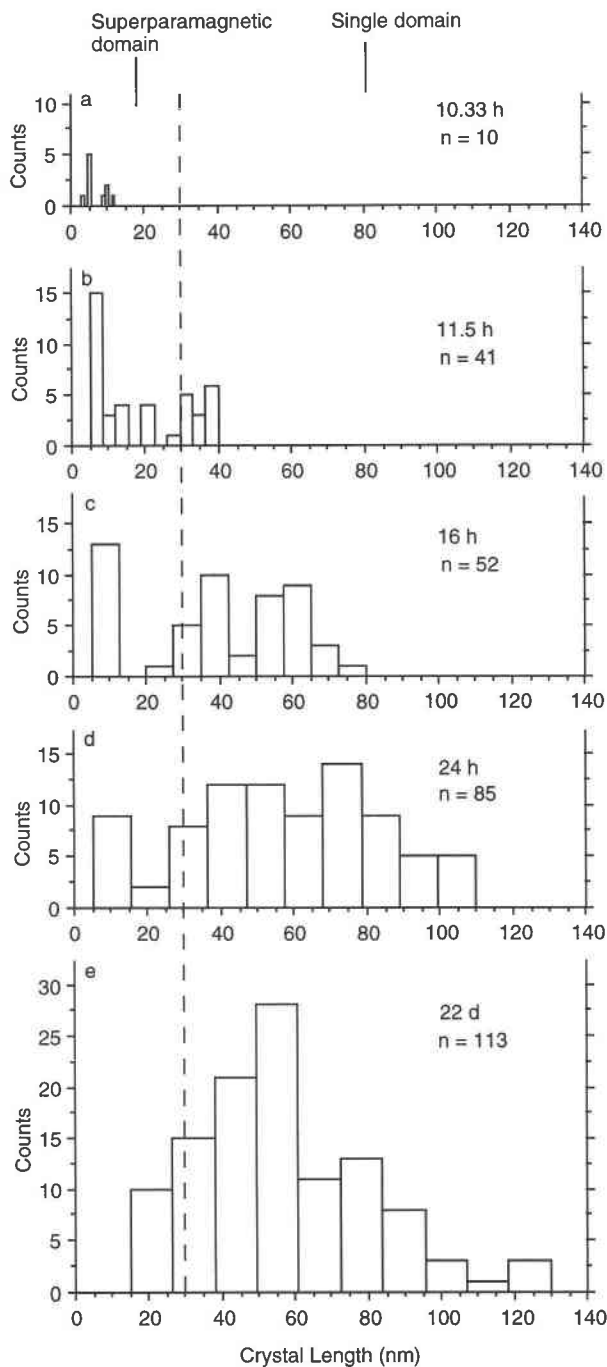 Superparamagnetic
domain
Single domain
a
10.33 h
n = 10
10
5
0
Counts
0 20 40 60 80 100 120 140
b
11.5 h
n = 41
15
10
5
0
Counts
0 20 40 60 80 100 120 140
c
16 h
n = 52
15
10
5
0
Counts
0 20 40 60 80 100 120 140
d
24 h
n = 85
15
10
5
0
Counts
0 20 40 60 80 100 120 140
e
22 d
n = 113
30
25
20
15
10
5
0
Counts
0 20 40 60 80 100 120 140
Crystal Length (nm)